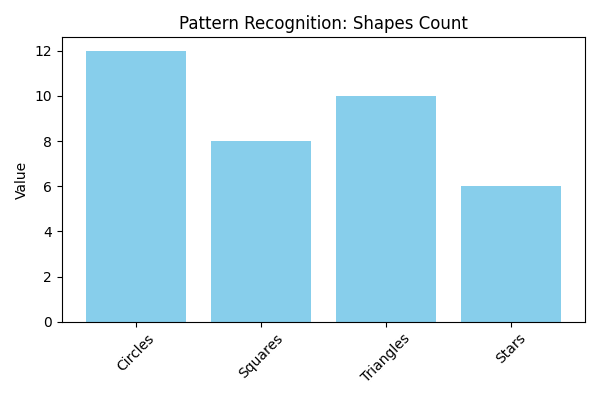 Pattern Recognition: Shapes Count
Value
12
10
8
6
4
2
0
Circles
Squares
Triangles
Stars